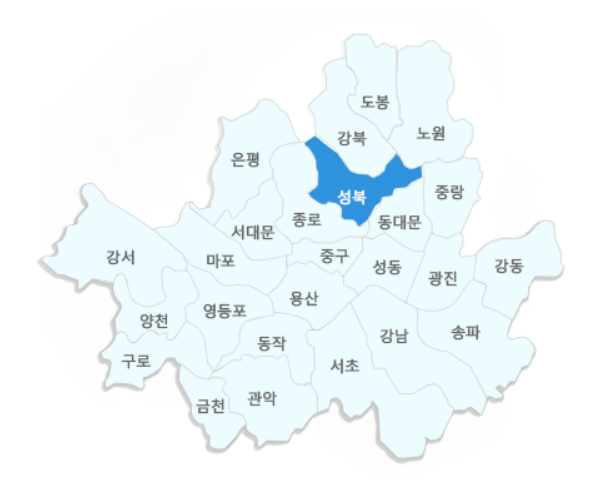 도봉
노원
강북
은평
성북
중랑
종로
동대문
서대문
중구
강서
마포
성동
광진
강동
용산
영등포
양천
동작
강남
송파
구로
서초
관악
금천